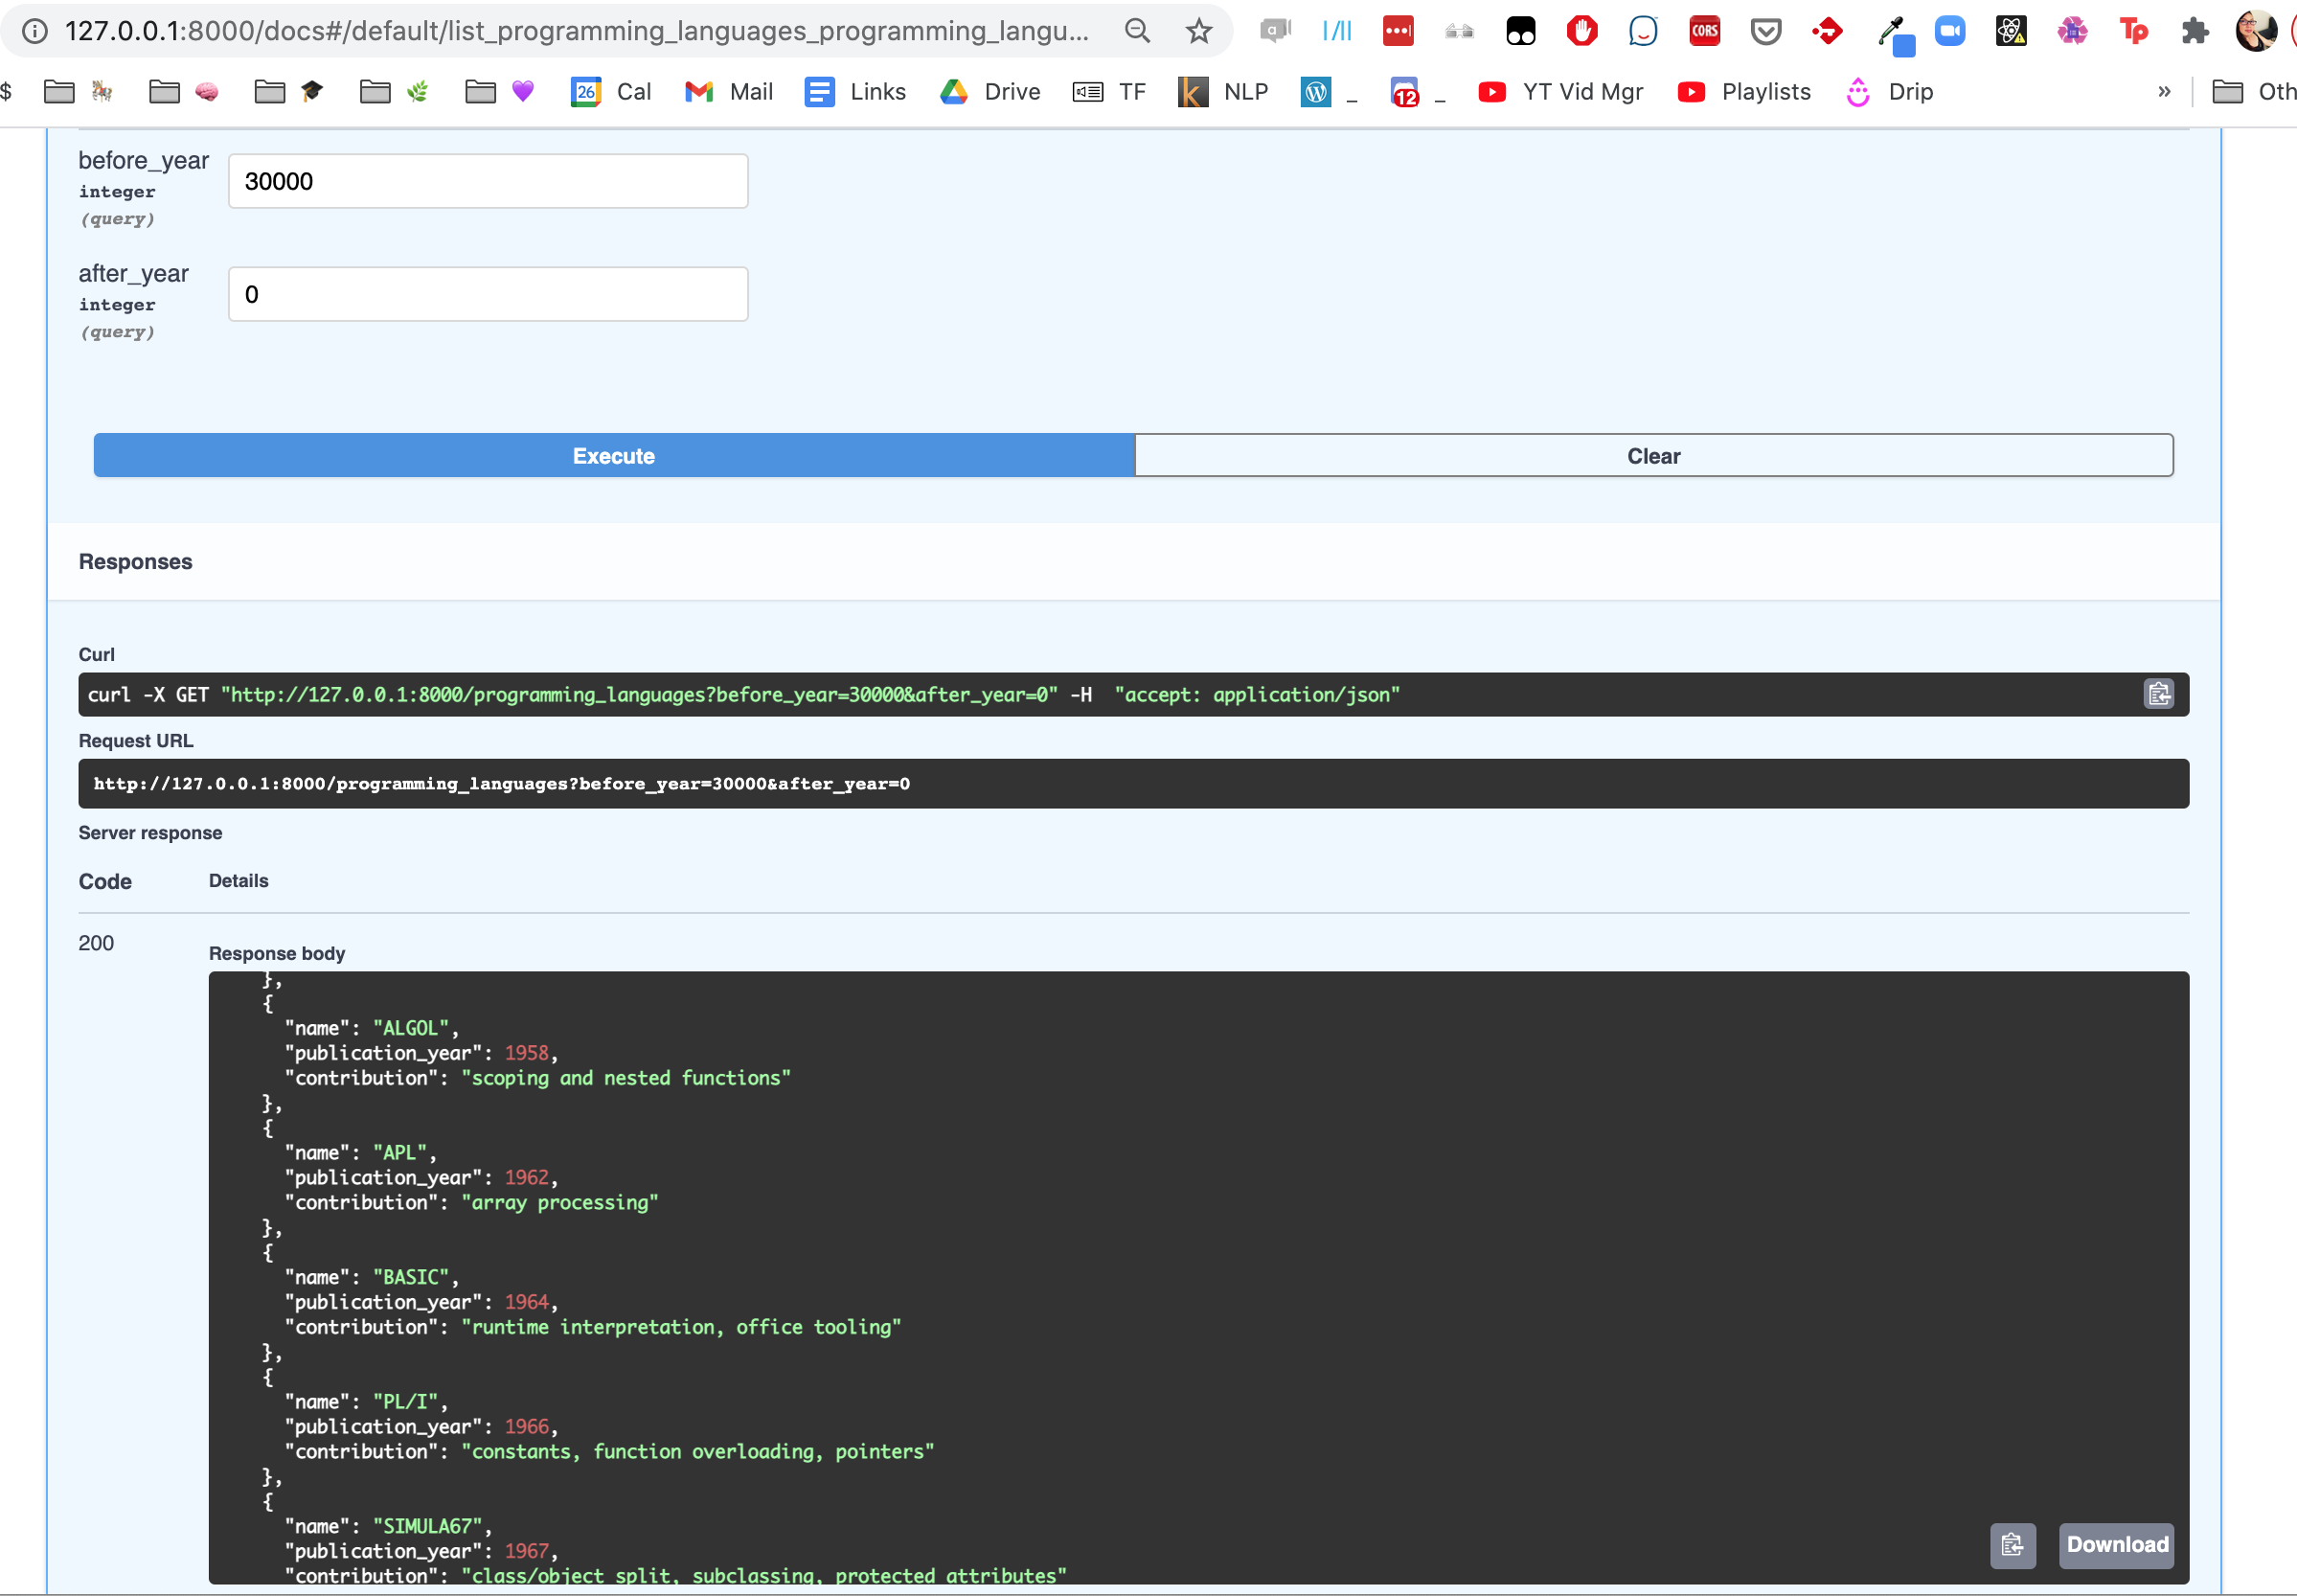 127.0.0.1:8000/docs#/default/list_programming_languages_programming_langu...
$ 26 Cal Mail Links Drive TF NLP _ 12 _ YT Vid Mgr Playlists Drip » Oth
before_year
integer
(query)
30000
after_year
integer
(query)
0
Execute Clear
Responses
Curl
curl -X GET "http://127.0.0.1:8000/programming_languages?before_year=30000&after_year=0" -H  "accept: application/json"
Request URL
http://127.0.0.1:8000/programming_languages?before_year=30000&after_year=0
Server response
Code Details
200
Response body
},
{
"name": "ALGOL",
"publication_year": 1958,
"contribution": "scoping and nested functions"
},
{
"name": "APL",
"publication_year": 1962,
"contribution": "array processing"
},
{
"name": "BASIC",
"publication_year": 1964,
"contribution": "runtime interpretation, office tooling"
},
{
"name": "PL/I",
"publication_year": 1966,
"contribution": "constants, function overloading, pointers"
},
{
"name": "SIMULA67",
"publication_year": 1967,
"contribution": "class/object split, subclassing, protected attributes"
Download